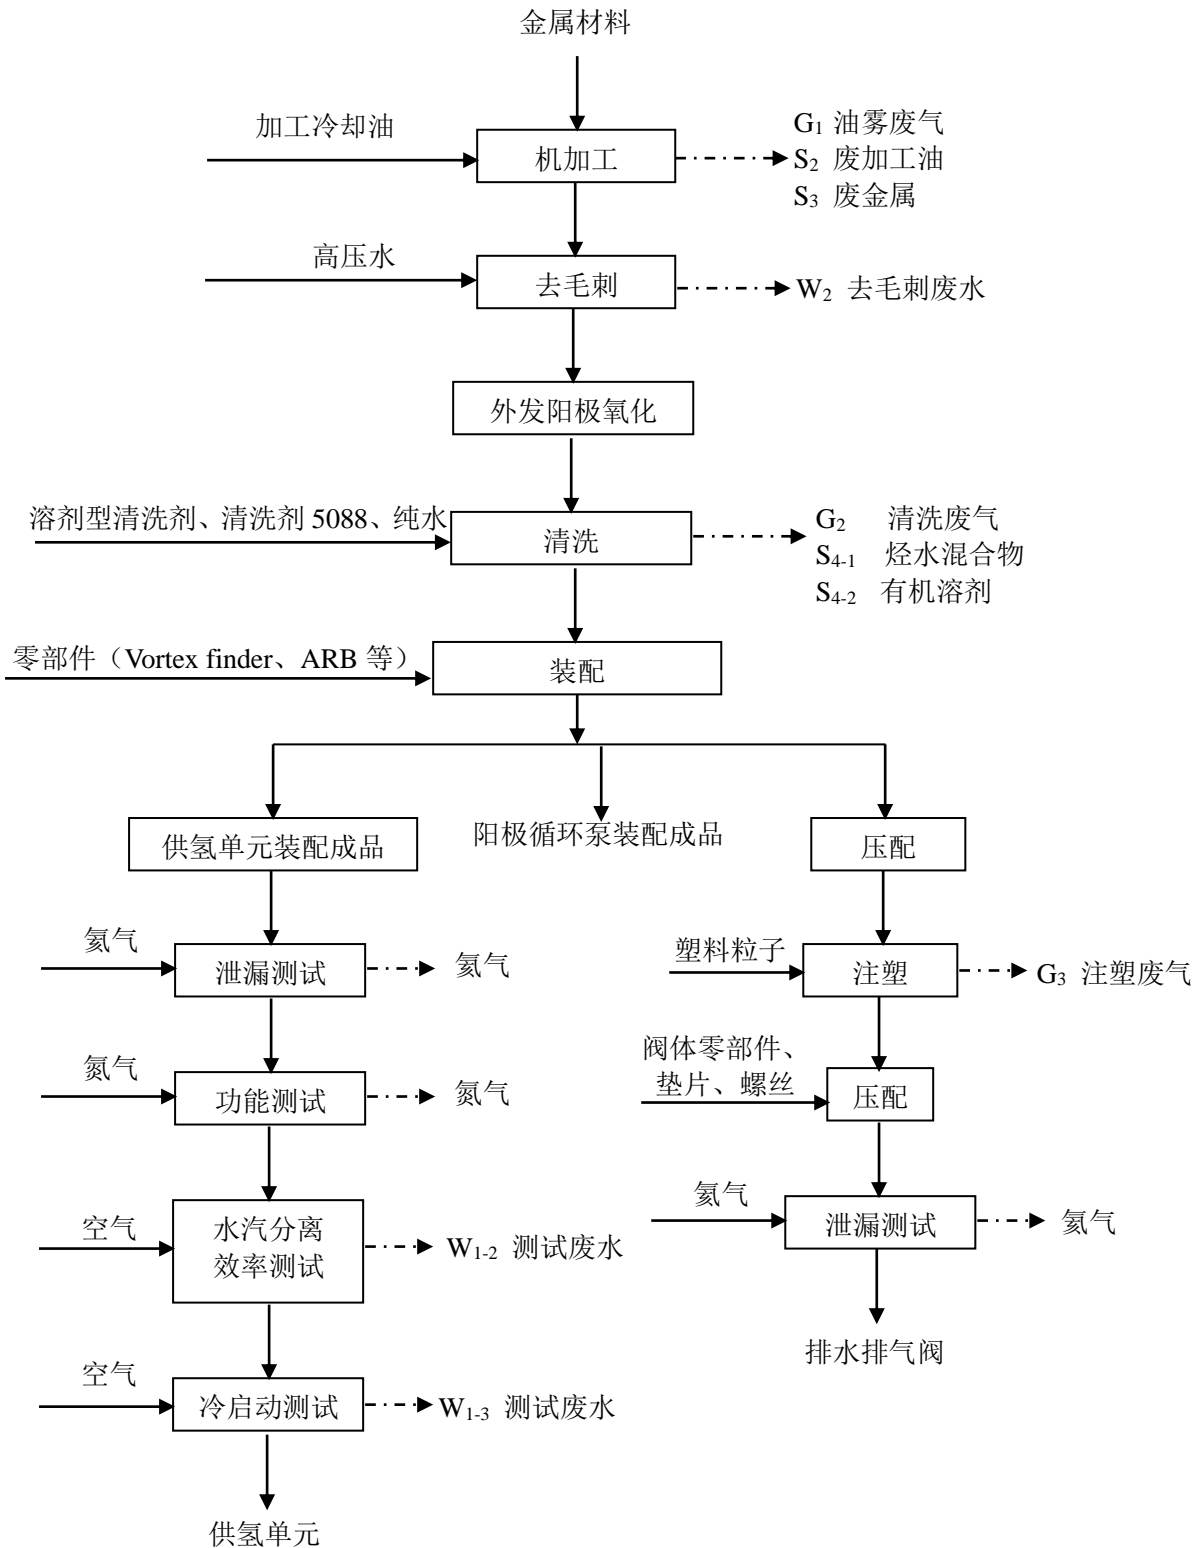 金属材料
加工冷却油
机加工
G₁ 油雾废气
S₂ 废加工油
S₃ 废金属
高压水
去毛刺
W₂ 去毛刺废水
外发阳极氧化
溶剂型清洗剂、清洗剂 5088、纯水
清洗
G₂ 清洗废气
S₄₋₁ 烃水混合物
S₄₋₂ 有机溶剂
零部件（Vortex finder、ARB 等）
装配
供氢单元装配成品
阳极循环泵装配成品
压配
氦气
泄漏测试
氦气
塑料粒子
注塑
G₃ 注塑废气
氮气
功能测试
氮气
阀体零部件、
垫片、螺丝
压配
空气
水汽分离
效率测试
W₁₋₂ 测试废水
氦气
泄漏测试
氦气
排水排气阀
空气
冷启动测试
W₁₋₃ 测试废水
供氢单元